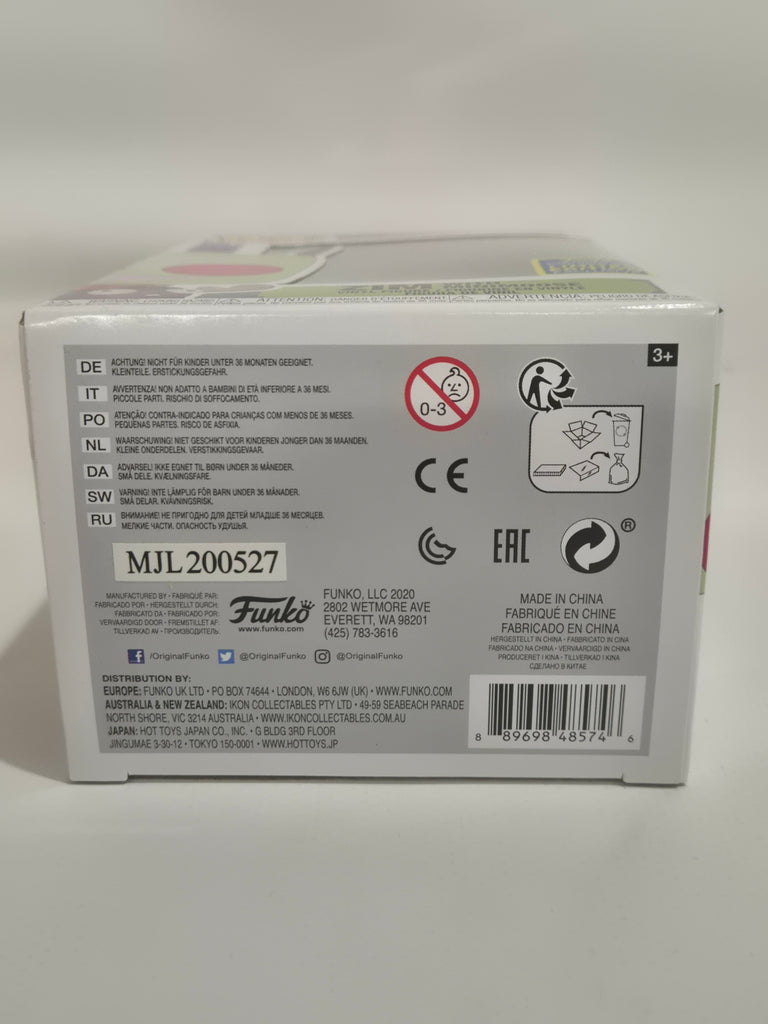 ZIM
ATTENTION: DANGER D'ÉTOUFFEMENT
ADVERTENCIA: PELIGRO DE
3+
DE ACHTUNG! NICHT FÜR KINDER UNTER 36 MONATEN GEEIGNET.
KLEINTEILE. ERSTICKUNGSGEFAHR.
IT AVVERTENZA! NON ADATTO A BAMBINI DI ETÀ INFERIORE A 36 MESI.
PICCOLE PARTI. RISCHIO DI SOFFOCAMENTO.
PO ATENÇÃO! CONTRA-INDICADO PARA CRIANÇAS COM MENOS DE 36 MESES.
PEQUENAS PARTES. RISCO DE ASFIXIA.
NL WAARSCHUWING! NIET GESCHIKT VOOR KINDEREN JONGER DAN 36 MAANDEN.
KLEINE ONDERDELEN. VERSTIKKINGSGEVAAR.
DA ADVARSEL! IKKE EGNET TIL BØRN UNDER 36 MÅNEDER.
SMÅ DELE. KVÆLNINGSFARE.
SW VARNING! INTE LÄMPLIG FÖR BARN UNDER 36 MÅNADER.
SMÅ DELAR. KVÄVNINGSRISK.
RU ВНИМАНИЕ! НЕ ПРИГОДНО ДЛЯ ДЕТЕЙ МЛАДШЕ 36 МЕСЯЦЕВ.
МЕЛКИЕ ЧАСТИ. ОПАСНОСТЬ УДУШЬЯ.
0-3
CE
EAC
®
MJL200527
MANUFACTURED BY • FABRIQUÉ PAR:
FABRICADO POR • HERGESTELLT DURCH:
FABBRICATO DA • FABRICADO POR:
VERVAARDIGD DOOR • FREMSTILLET AF:
TILLVERKAD AV • ПРОИЗВОДИТЕЛЬ:
Funko
www.funko.com
FUNKO, LLC 2020
2802 WETMORE AVE
EVERETT, WA 98201
(425) 783-3616
MADE IN CHINA
FABRIQUÉ EN CHINE
FABRICADO EN CHINA
HERGESTELLT IN CHINA • FABBRICATO IN CINA
FABRICADO NA CHINA • VERVAARDIGD IN CHINA
PRODUCERET I KINA • TILLVERKAD I KINA
СДЕЛАНО В КИТАЕ
/OriginalFunko @OriginalFunko @OriginalFunko
DISTRIBUTION BY:
EUROPE: FUNKO UK LTD • PO BOX 74644 • LONDON, W6 6JW (UK) • WWW.FUNKO.COM
AUSTRALIA & NEW ZEALAND: IKON COLLECTABLES PTY LTD • 49-59 SEABEACH PARADE
NORTH SHORE, VIC 3214 AUSTRALIA • WWW.IKONCOLLECTABLES.COM.AU
JAPAN: HOT TOYS JAPAN CO., INC. • G BLDG 3RD FLOOR
JINGUMAE 3-30-12 • TOKYO 150-0001 • WWW.HOTTOYS.JP
8 89698 48574 6